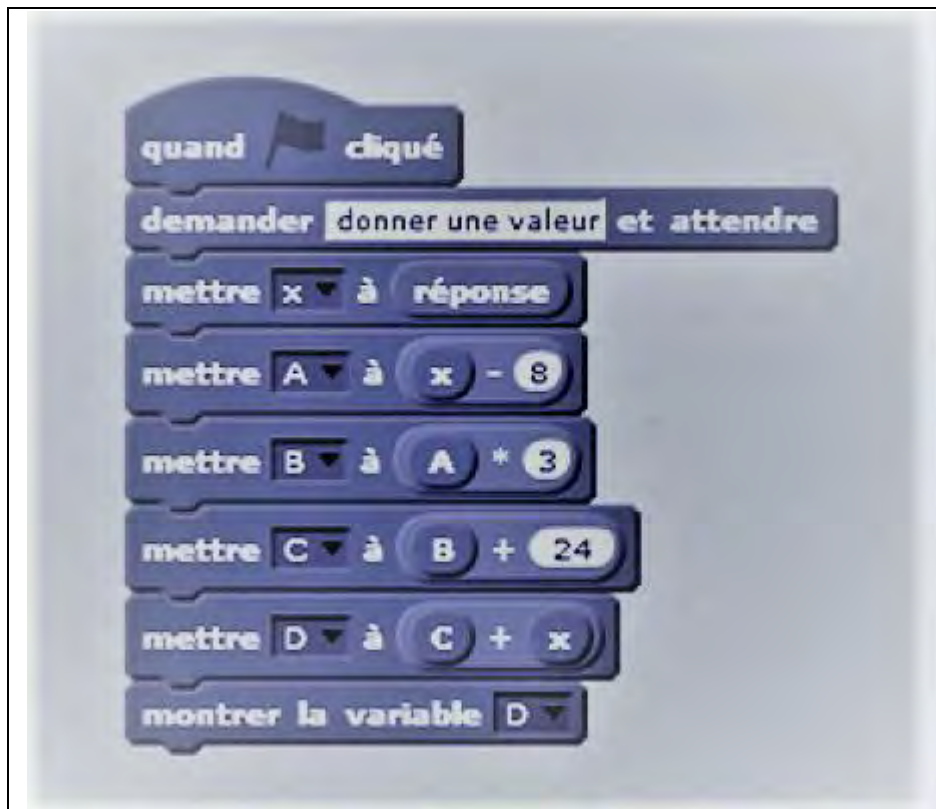 quand cliqué
demander donner une valeur et attendre
mettre x à réponse
mettre A à x - 8
mettre B à A * 3
mettre C à B + 24
mettre D à C + x
montrer la variable D